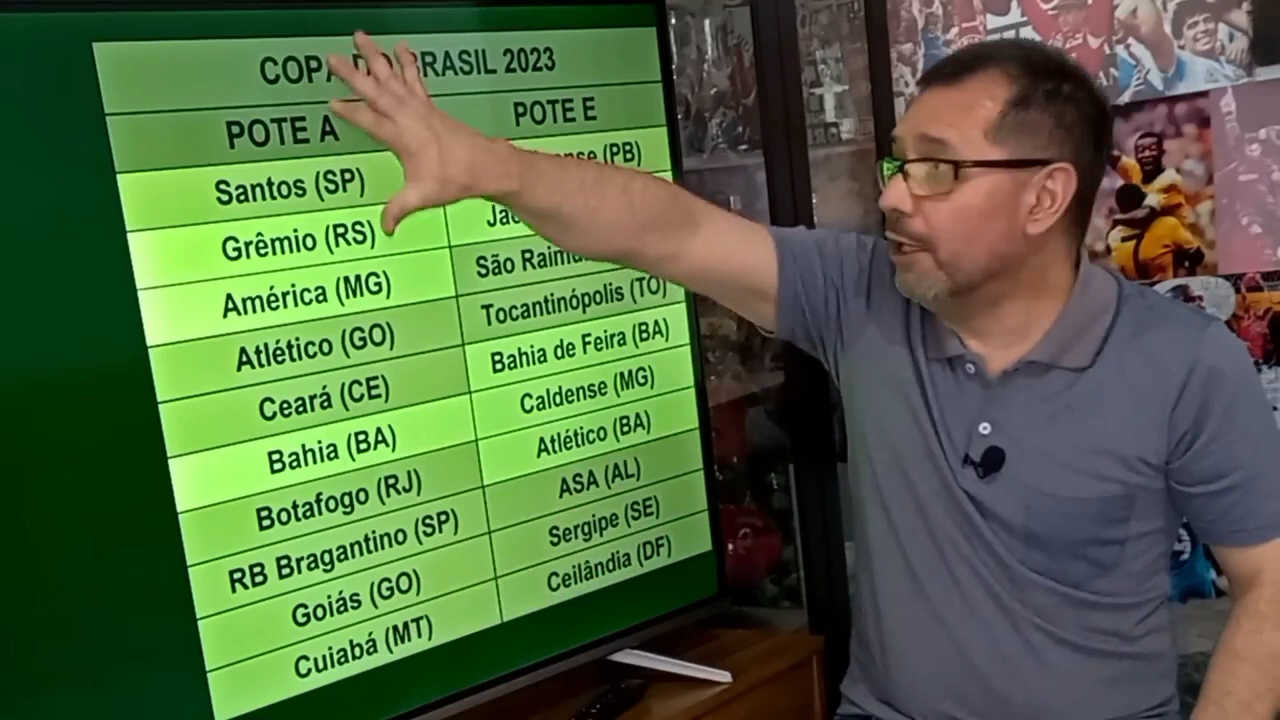 COPA DO BRASIL 2023
POTE A
POTE E
Santos (SP)
(PB)
Grêmio (RS)
América (MG)
São
Atlético (GO)
Tocantinópolis (TO)
Ceará (CE)
Bahia de Feira (BA)
Bahia (BA)
Caldense (MG)
Botafogo (RJ)
Atlético (BA)
RB Bragantino (SP)
ASA (AL)
Goiás (GO)
Sergipe (SE)
Cuiabá (MT)
Ceilândia (DF)